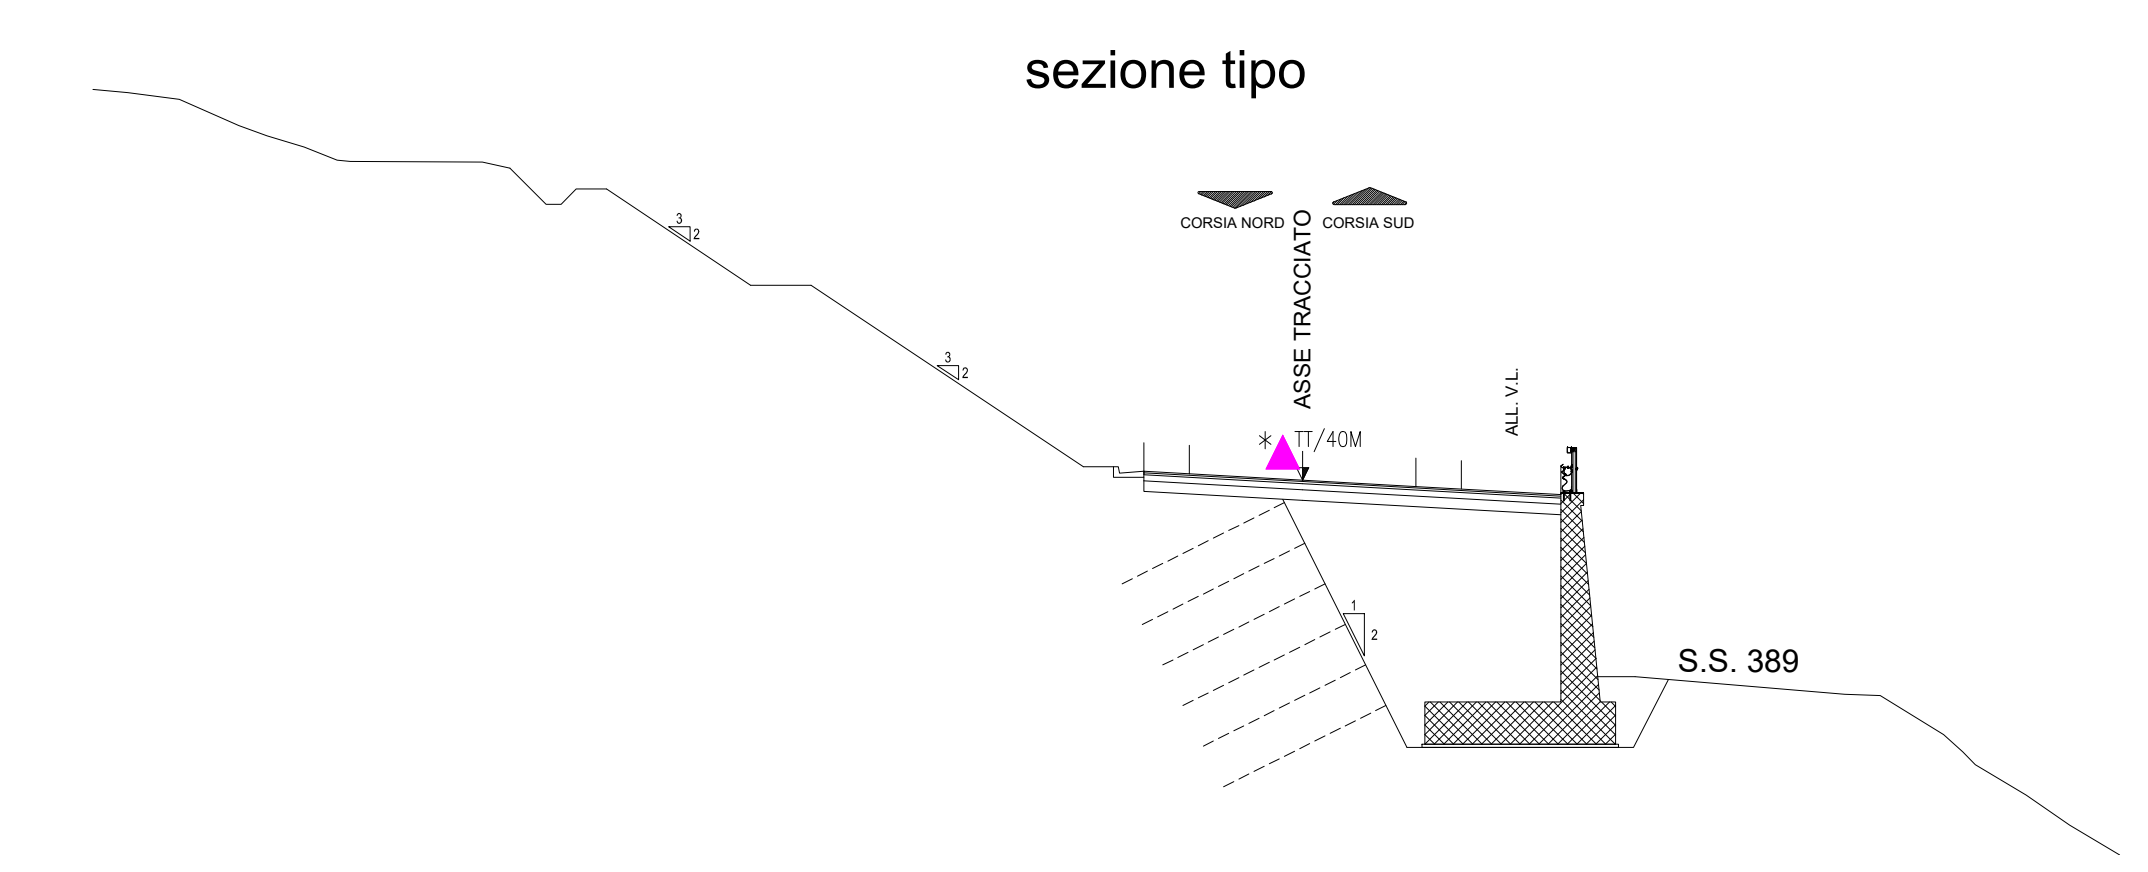 sezione tipo
CORSIA NORD
CORSIA SUD
ASSE TRACCIATO
3
2
3
2
ALL. V.L.
* TT/40M
1
2
S.S. 389